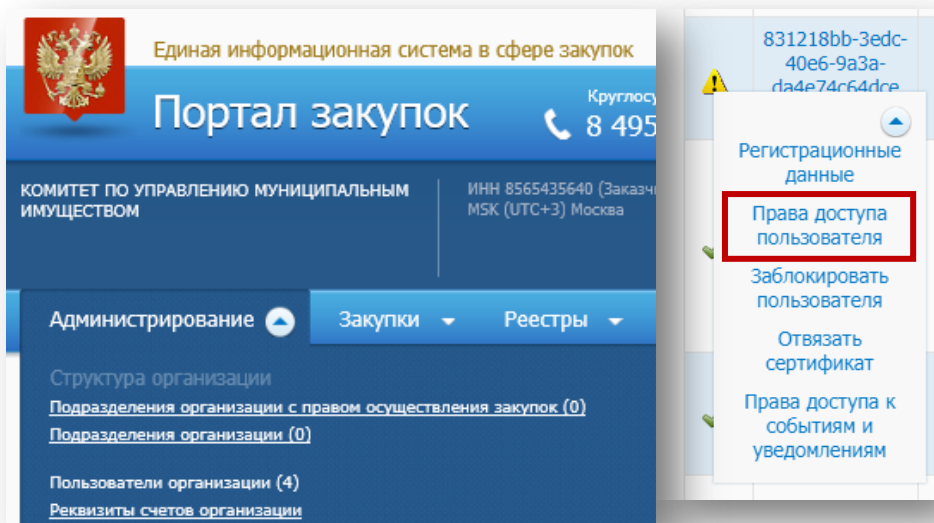 Единая информационная система в сфере закупок
Портал закупок
8 495
КОМИТЕТ ПО УПРАВЛЕНИЮ МУНИЦИПАЛЬНЫМ
ИМУЩЕСТВОМ
ИНН 8565435640 (Заказч
MSK (UTC+3) Москва
Администрирование
Закупки
Реестры
Структура организации
Подразделения организации с правом осуществления закупок (0)
Подразделения организации (0)
Пользователи организации (4)
Реквизиты счетов организации
831218bb-3edc-
40e6-9a3a-
da4e74c64dce
Регистрационные
данные
Права доступа
пользователя
Заблокировать
пользователя
Отвязать
сертификат
Права доступа к
событиям и
уведомлениям